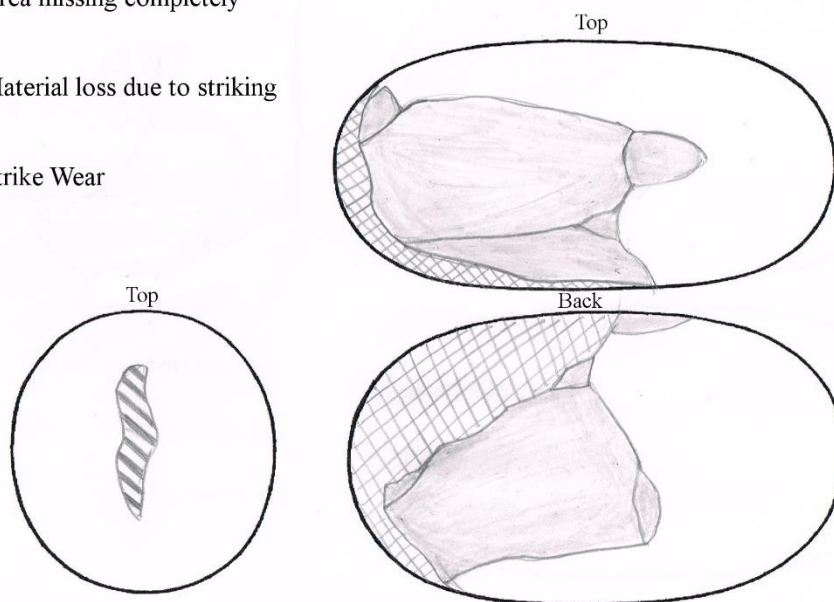 rea missing completely
Top
Material loss due to striking
trike Wear
Top
Back